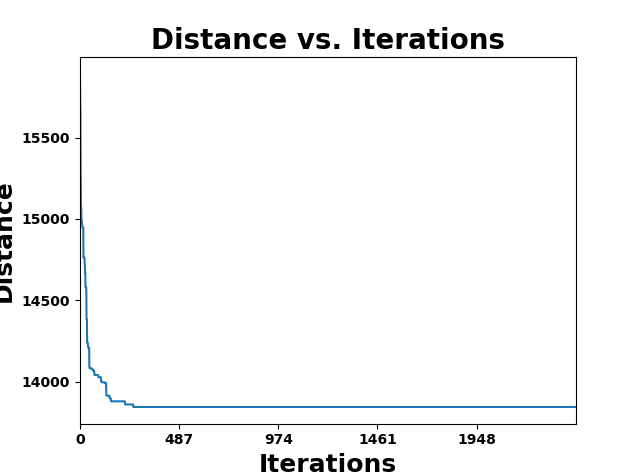 Distance vs. Iterations
Distance
15500
15000
14500
14000
0 487 974 1461 1948
Iterations